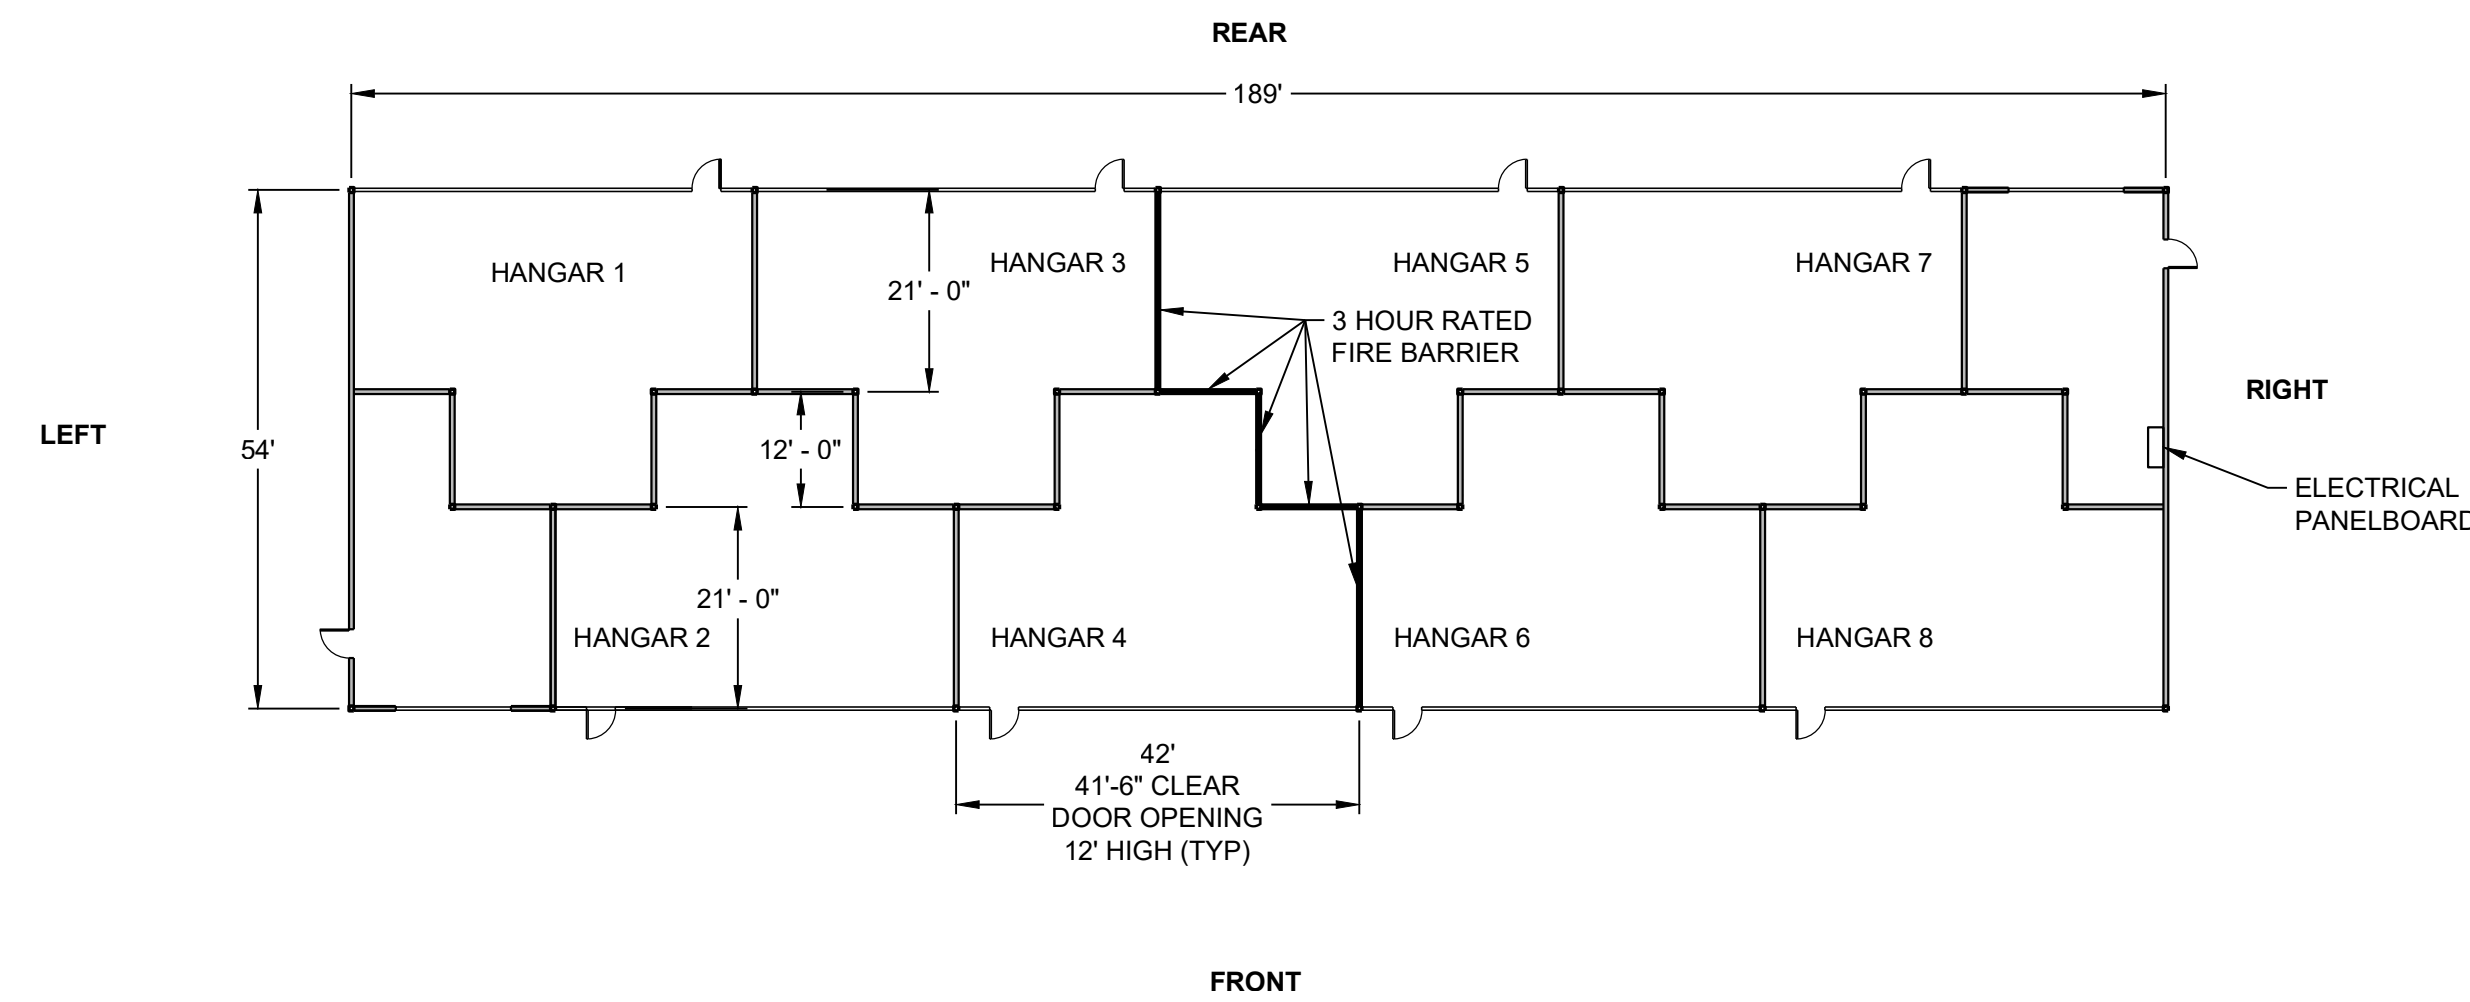 REAR
189'
HANGAR 1
HANGAR 3
HANGAR 5
HANGAR 7
21' - 0"
3 HOUR RATED
FIRE BARRIER
LEFT
54'
12' - 0"
RIGHT
ELECTRICAL
PANELBOARD
21' - 0"
HANGAR 2
HANGAR 4
HANGAR 6
HANGAR 8
42'
41'-6" CLEAR
DOOR OPENING
12' HIGH (TYP)
FRONT